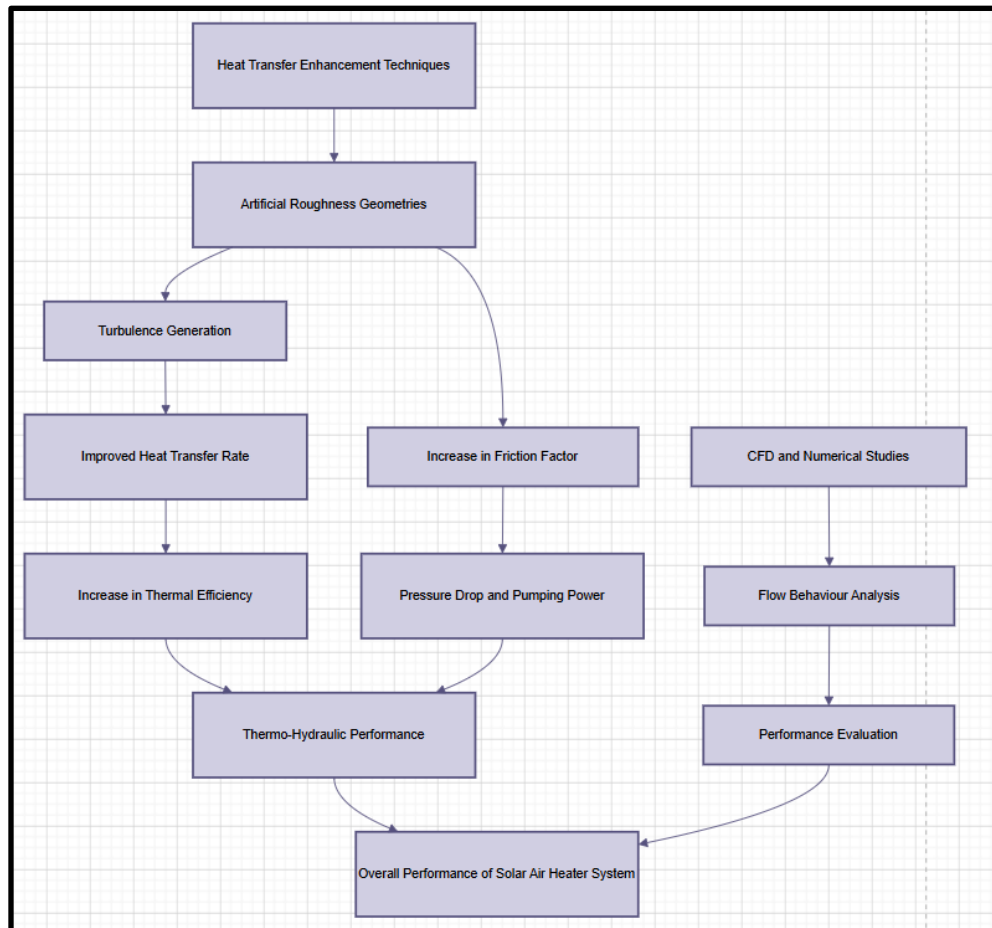 Heat Transfer Enhancement Techniques
Artificial Roughness Geometries
Turbulence Generation
Improved Heat Transfer Rate
Increase in Friction Factor
CFD and Numerical Studies
Increase in Thermal Efficiency
Pressure Drop and Pumping Power
Flow Behaviour Analysis
Thermo-Hydraulic Performance
Performance Evaluation
Overall Performance of Solar Air Heater System